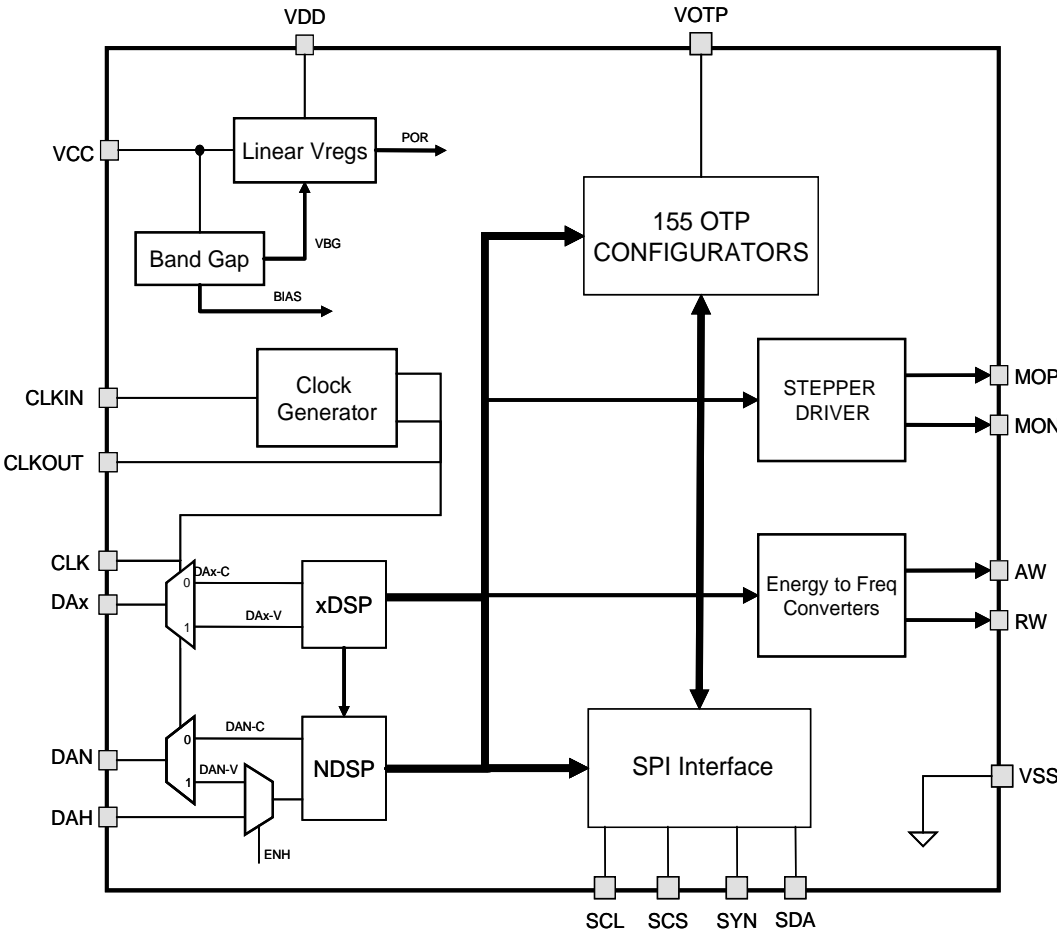 VDD
VOTP
VCC
Linear Vregs
POR
155 OTP
CONFIGURATORS
Band Gap
VBG
BIAS
CLKIN
Clock
Generator
STEPPER
DRIVER
MOP
MON
CLKOUT
CLK
DAx
0
DAx-C
1
DAx-V
xDSP
Energy to Freq
Converters
AW
RW
DAN
0
DAN-C
1
DAN-V
NDSP
DAH
ENH
SPI Interface
VSS
SCL
SCS
SYN
SDA